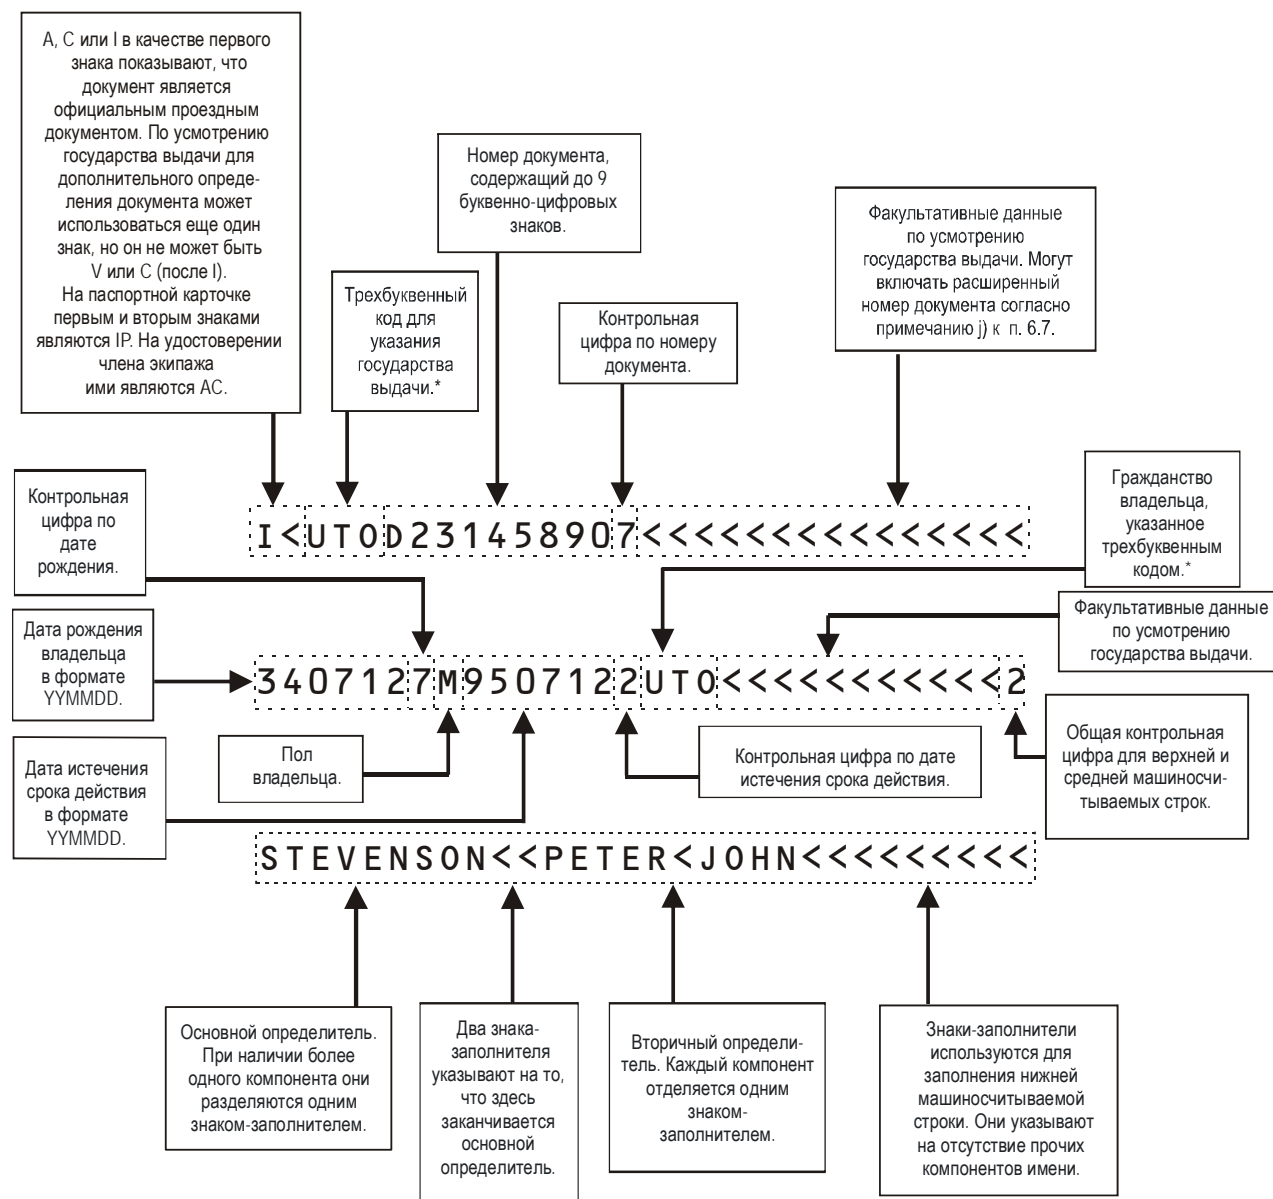 А, С или I в качестве первого
знака показывают, что
документ является
официальным проездным
документом. По усмотрению
государства выдачи для
дополнительного опреде-
ления документа может
использоваться еще один
знак, но он не может быть
V или C (после I).
На паспортной карточке
первым и вторым знаками
являются IP. На удостоверении
члена экипажа
ими являются AC.
Трехбуквенный
код для
указания
государства
выдачи.*
Номер документа,
содержащий до 9
буквенно-цифровых
знаков.
Контрольная
цифра по номеру
документа.
Факультативные данные
по усмотрению
государства выдачи. Могут
включать расширенный
номер документа согласно
примечанию j) к п. 6.7.
I<UTOD231458907<<<<<<<<<<<<<<<
Контрольная
цифра по
дате
рождения.
Гражданство
владельца,
указанное
трехбуквенным
кодом.*
Дата рождения
владельца
в формате
YYMMDD.
Факультативные данные
по усмотрению
государства выдачи.
3407127M9507122UTO<<<<<<<<<<<2
Дата истечения
срока действия
в формате
YYMMDD.
Пол
владельца.
Контрольная цифра по дате
истечения срока действия.
Общая контрольная
цифра для верхней и
средней машиносчи-
тываемых строк.
STEVENSON<<PETER<JOHN<<<<<<<<<
Основной определитель.
При наличии более
одного компонента они
разделяются одним
знаком-заполнителем.
Два знака-
заполнителя
указывают на то,
что здесь
заканчивается
основной
определитель.
Вторичный определи-
тель. Каждый компонент
отделяется одним
знаком-
заполнителем.
Знаки-заполнители
используются для
заполнения нижней
машиносчитываемой
строки. Они указывают
на отсутствие прочих
компонентов имени.